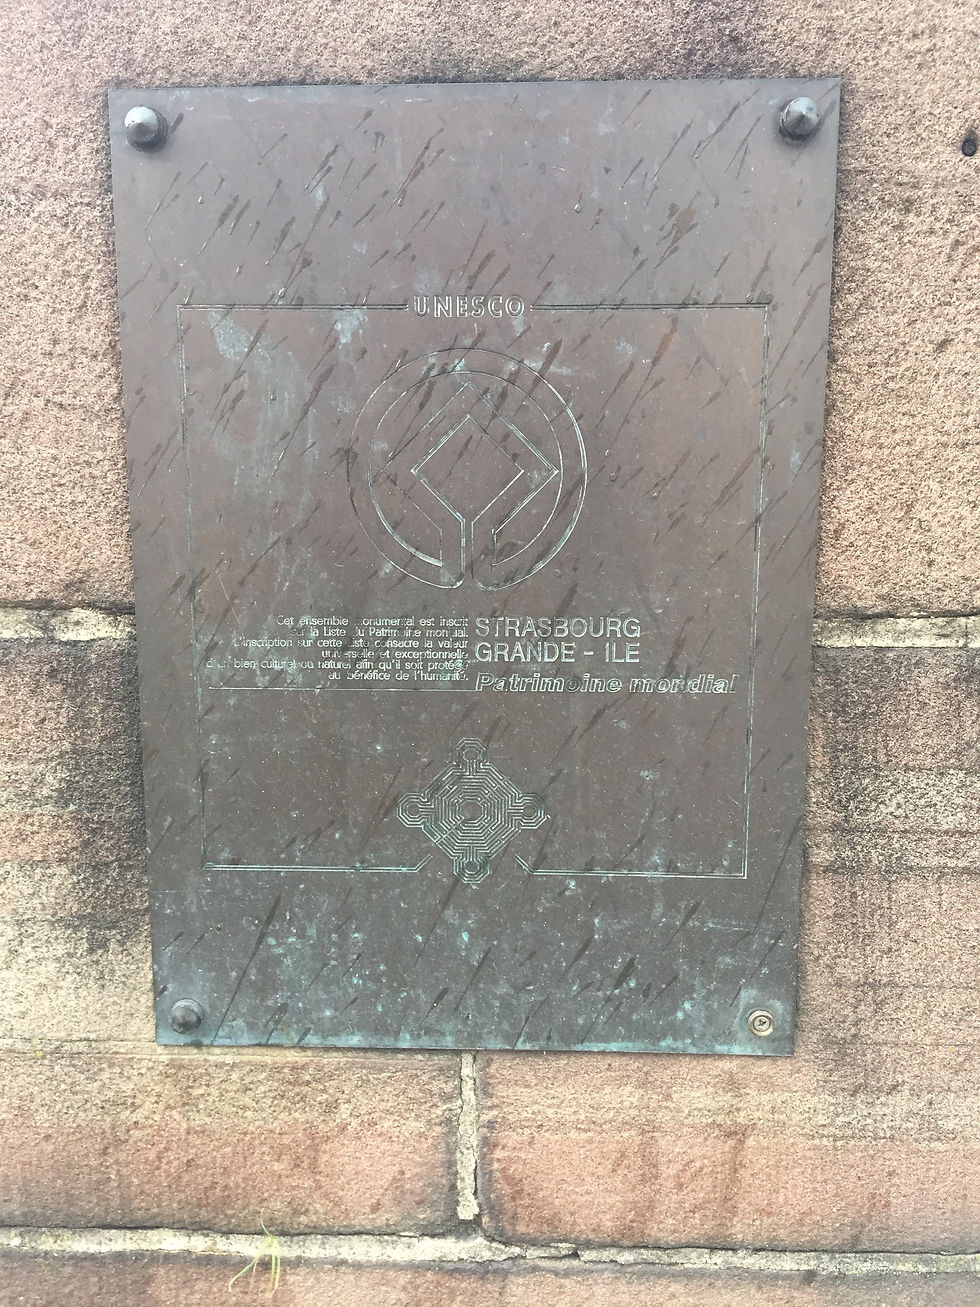 UNESCO
Cet ensemble monumental est inscrit
sur la Liste du Patrimoine mondial.
L'inscription sur cette Liste consacre la valeur
universelle et exceptionnelle
d'un bien culturel ou naturel afin qu'il soit protégé
au bénéfice de l'humanité.
STRASBOURG
GRANDE - ILE
Patrimoine mondial